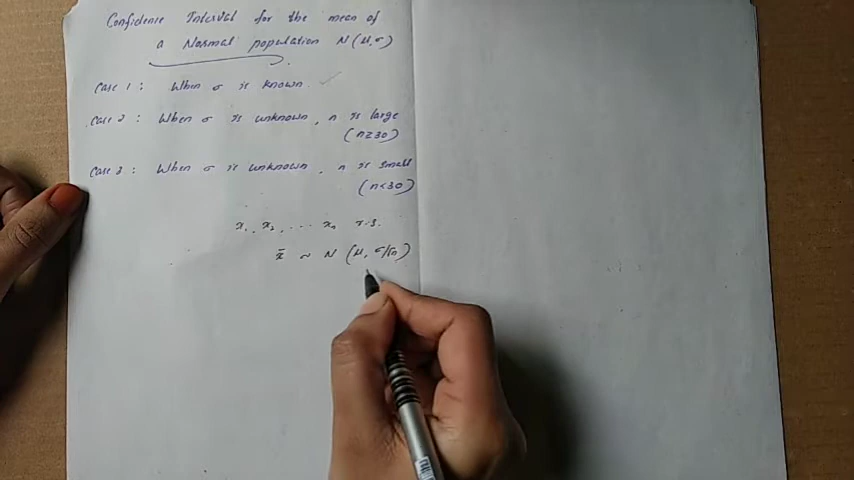 Confidence Interval for the mean of
a Normal population N(μ,σ)
Case 1: When σ is known.
Case 2: When σ is unknown, n is large
(n≥30)
Case 3: When σ is unknown, n is small
(n<30)
x₁, x₂, ... xₙ r.s.
x̄ ~ N (μ, σ/√n)